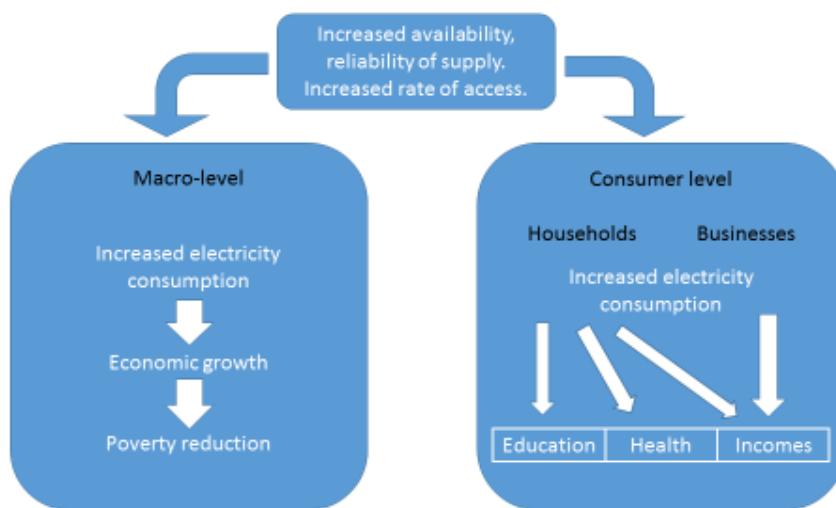 Increased availability,
reliability of supply.
Increased rate of access.
Macro-level
Increased electricity
consumption
Economic growth
Poverty reduction
Consumer level
Households Businesses
Increased electricity
consumption
Education Health Incomes